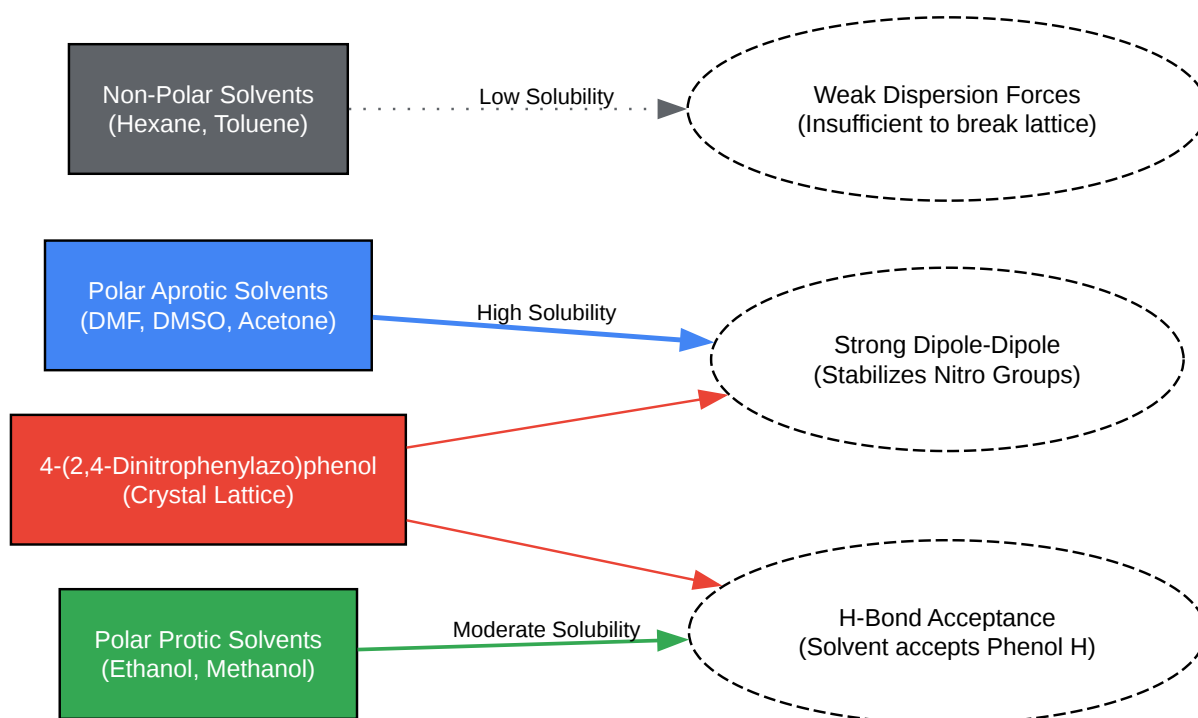 Non-Polar Solvents
(Hexane, Toluene)
Low Solubility
Weak Dispersion Forces
(Insufficient to break lattice)
Polar Aprotic Solvents
(DMF, DMSO, Acetone)
High Solubility
Strong Dipole-Dipole
(Stabilizes Nitro Groups)
4-(2,4-Dinitrophenylazo)phenol
(Crystal Lattice)
Polar Protic Solvents
(Ethanol, Methanol)
Moderate Solubility
H-Bond Acceptance
(Solvent accepts Phenol H)